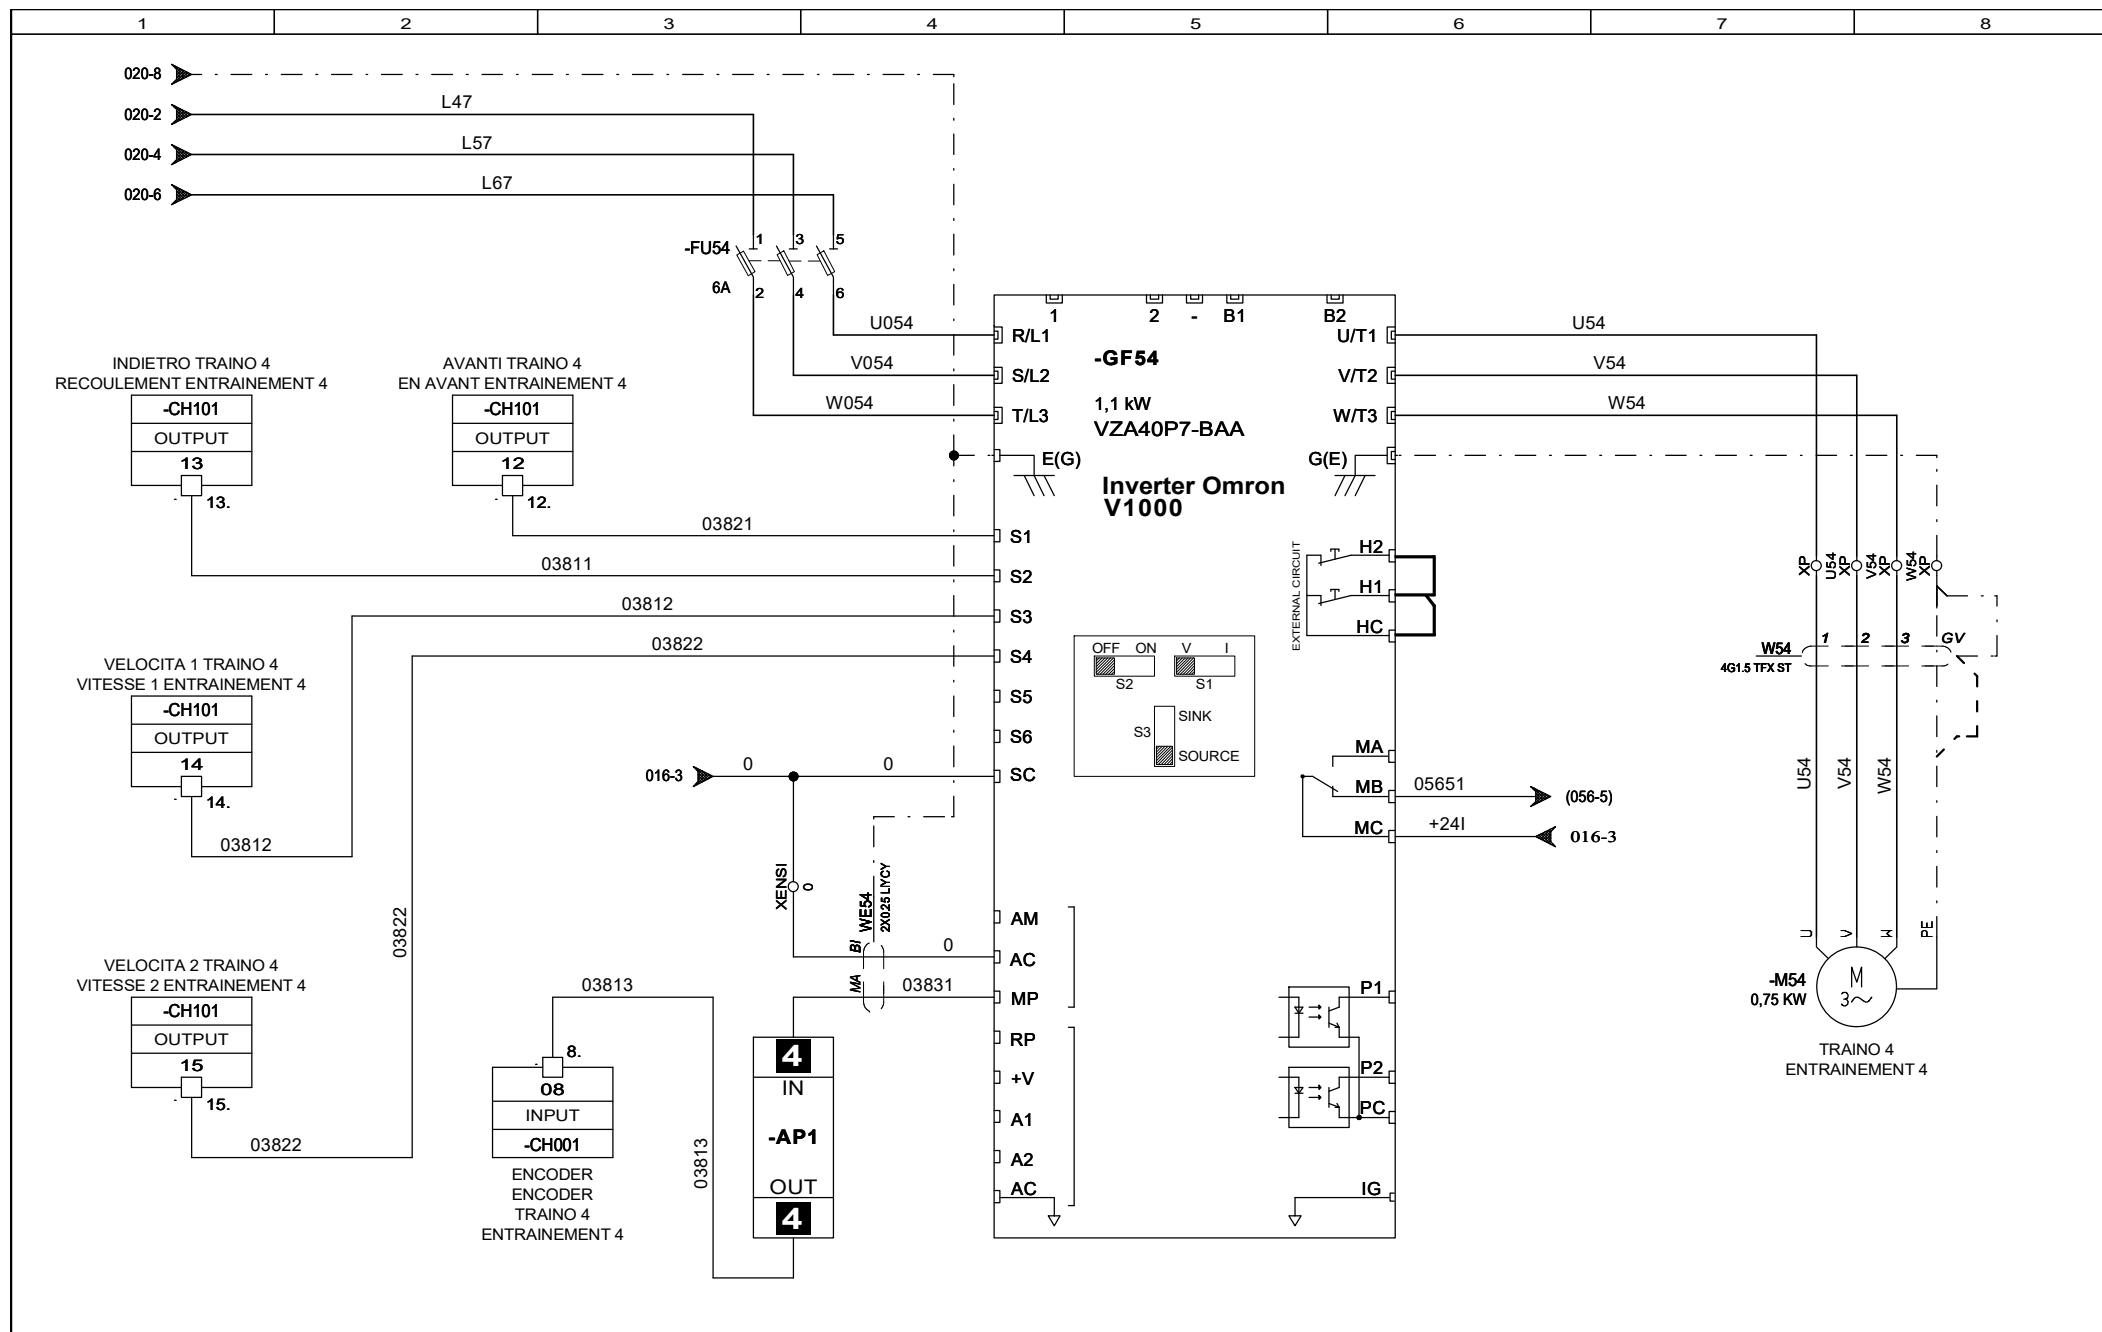 1 2 3 4 5 6 7 8
020-8
020-2 L47
020-4 L57
020-6 L67
-FU54 1 3 5
6A 2 4 6
1 2 - B1 B2
U054 R/L1
V054 S/L2
W054 T/L3
-GF54
1,1 kW
VZA40P7-BAA
Inverter Omron
V1000
U/T1 U54
V/T2 V54
W/T3 W54
E(G)
G(E)
INDIETRO TRAINO 4
RECOULEMENT ENTRAINEMENT 4
-CH101
OUTPUT
13
13.
AVANTI TRAINO 4
EN AVANT ENTRAINEMENT 4
-CH101
OUTPUT
12
12.
03821 S1
03811 S2
03812 S3
03822 S4
S5
S6
016-3 0 0 SC
VELOCITA 1 TRAINO 4
VITESSE 1 ENTRAINEMENT 4
-CH101
OUTPUT
14
14.
03812
03822
VELOCITA 2 TRAINO 4
VITESSE 2 ENTRAINEMENT 4
-CH101
OUTPUT
15
15.
03822
OFF ON V I
S2 S1
S3 SINK
SOURCE
EXTERNAL CIRCUIT
H2
H1
HC
MA
MB 05651 (056-5)
MC +24I 016-3
XENSI 0
WE54
2X0.25 LIYCY
BI
MA
AM
0 AC
03831 MP
RP
+V
A1
A2
AC
03813
8.
08
INPUT
-CH001
ENCODER
ENCODER
TRAINO 4
ENTRAINEMENT 4
03813
4
IN
-AP1
OUT
4
P1
P2
PC
IG
XP U54 XP V54 XP W54 XP
W54 1 2 3 GV
4G1.5 TFX ST
U54 V54 W54
U V W PE
-M54
0,75 KW
M
3~
TRAINO 4
ENTRAINEMENT 4